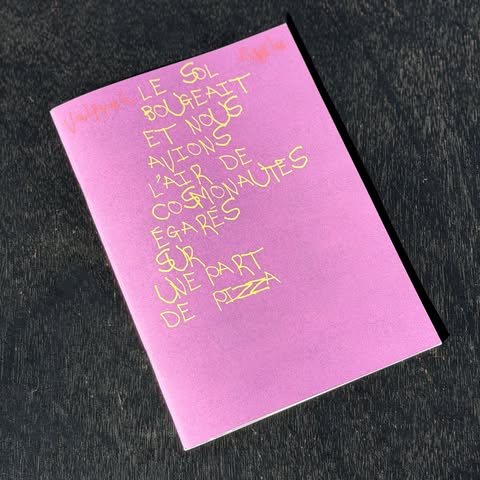 LE SOL
BOUGEAIT
ET NOUS
AVIONS
L'AIR DE
COSMONAUTES
ÉGARÉS
SUR
UNE PART
DE PIZZA